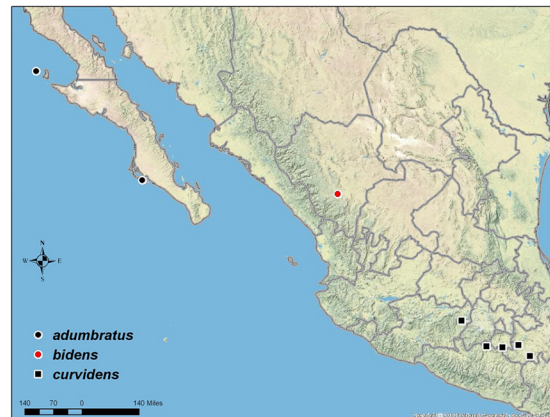 N
W E
S
adumbratus
bidens
curvidens
140 70 0 140 Miles